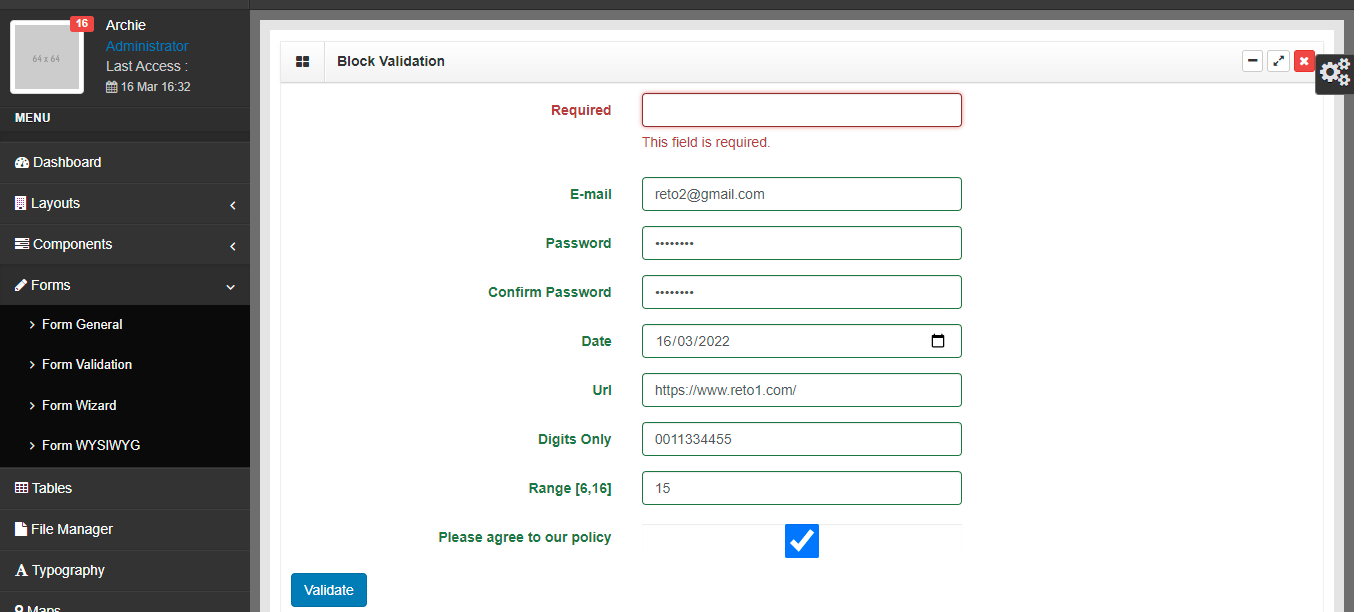 64 x 64
16
Archie
Administrator
Last Access :
16 Mar 16:32
MENU
Dashboard
Layouts
Components
Forms
Form General
Form Validation
Form Wizard
Form WYSIWYG
Tables
File Manager
Typography
Maps
Block Validation
Required
This field is required.
E-mail
reto2@gmail.com
Password
••••••••
Confirm Password
••••••••
Date
16/03/2022
Url
https://www.reto1.com/
Digits Only
0011334455
Range [6,16]
15
Please agree to our policy
Validate